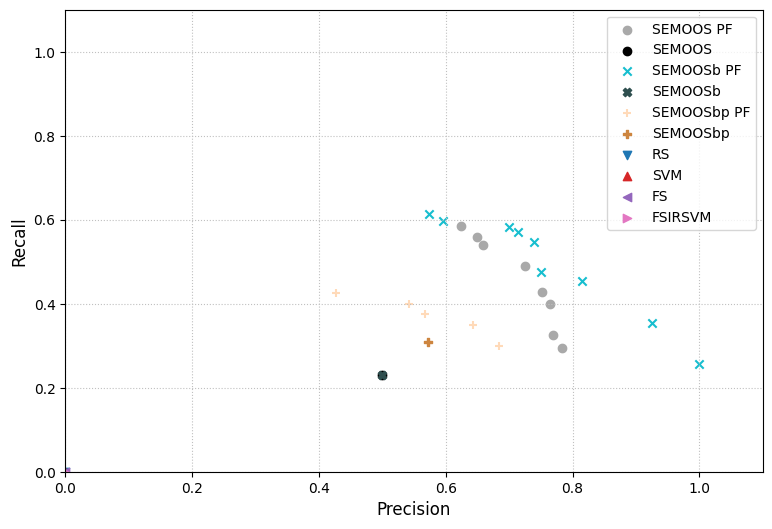 SEMOOS PF
SEMOOS
SEMOOSb PF
SEMOOSb
SEMOOSbp PF
SEMOOSbp
RS
SVM
FS
FSIRSVM
1.0
0.8
0.6
0.4
0.2
0.0
Recall
0.0 0.2 0.4 0.6 0.8 1.0
Precision